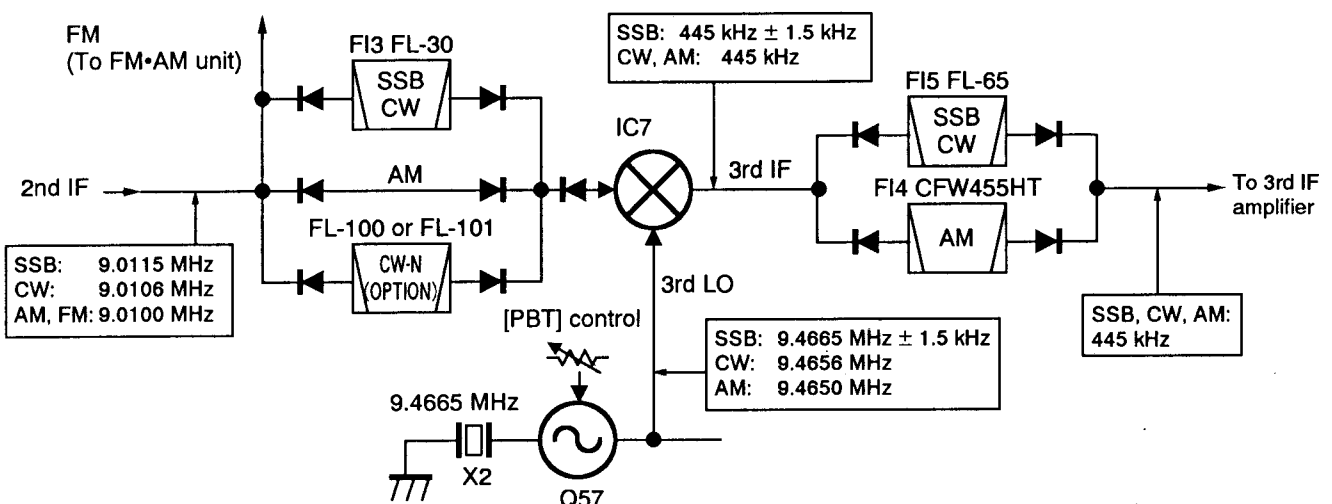 FM
(To FM•AM unit)
FI3 FL-30
SSB
CW
2nd IF
AM
FL-100 or FL-101
CW-N
(OPTION)
SSB: 9.0115 MHz
CW: 9.0106 MHz
AM, FM: 9.0100 MHz
SSB: 445 kHz ± 1.5 kHz
CW, AM: 445 kHz
IC7
3rd IF
3rd LO
[PBT] control
9.4665 MHz
X2
Q57
SSB: 9.4665 MHz ± 1.5 kHz
CW: 9.4656 MHz
AM: 9.4650 MHz
FI5 FL-65
SSB
CW
FI4 CFW455HT
AM
To 3rd IF
amplifier
SSB, CW, AM:
445 kHz